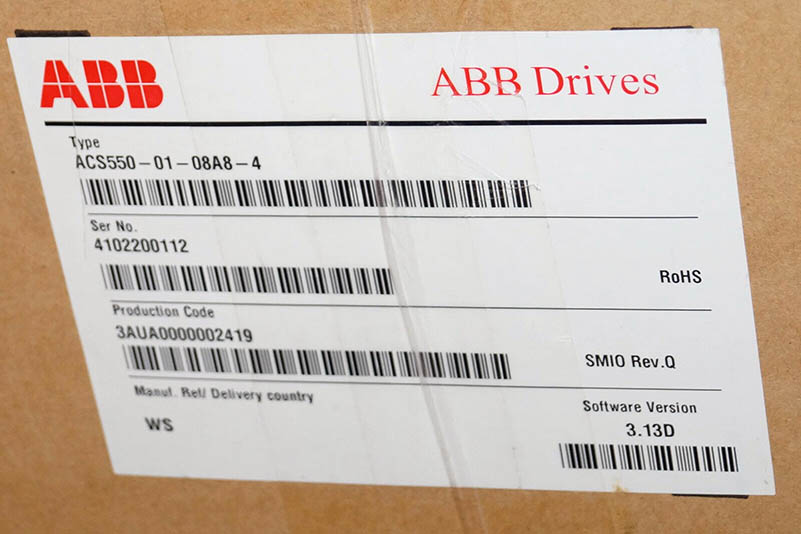 ABB
ABB Drives
Type
ACS550-01-08A8-4
Ser No.
4102200112
RoHS
Production Code
3AUA0000002419
SMIO Rev.Q
Manuf. Ref/ Delivery country
WS
Software Version
3.13D